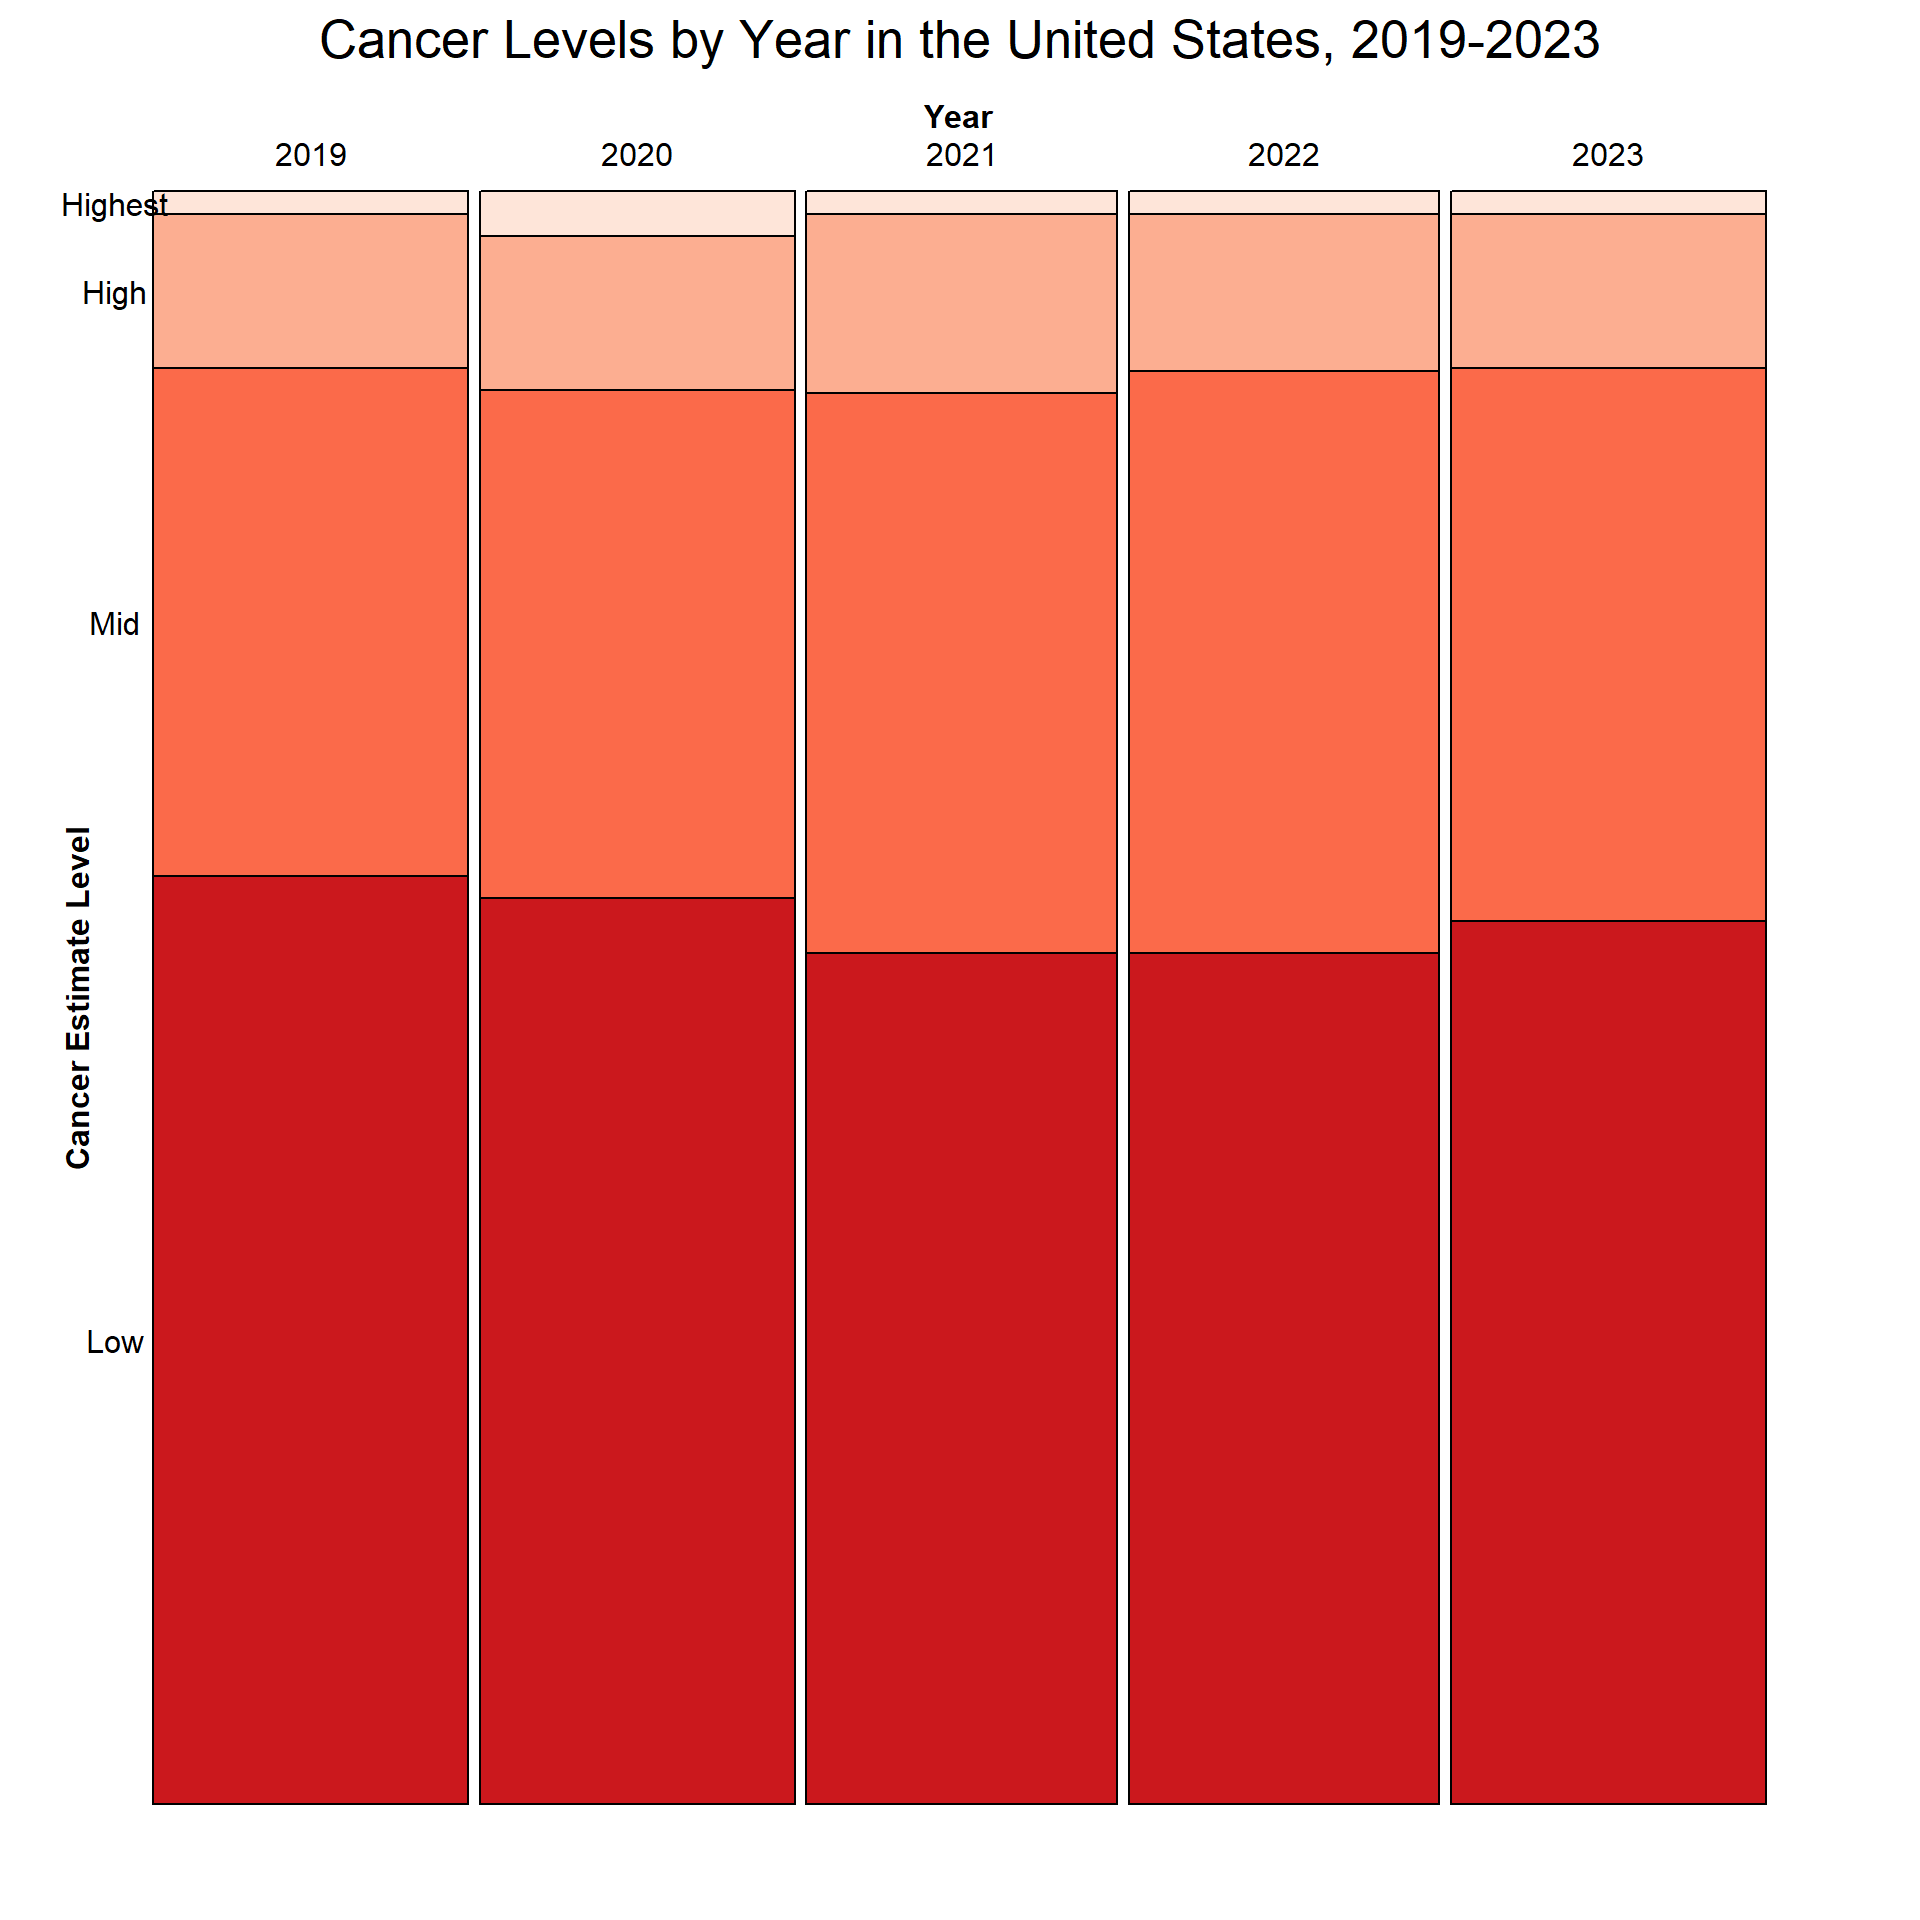 Cancer Levels by Year in the United States, 2019-2023
Year
2019 2020 2021 2022 2023
Highest
High
Mid
Cancer Estimate Level
Low